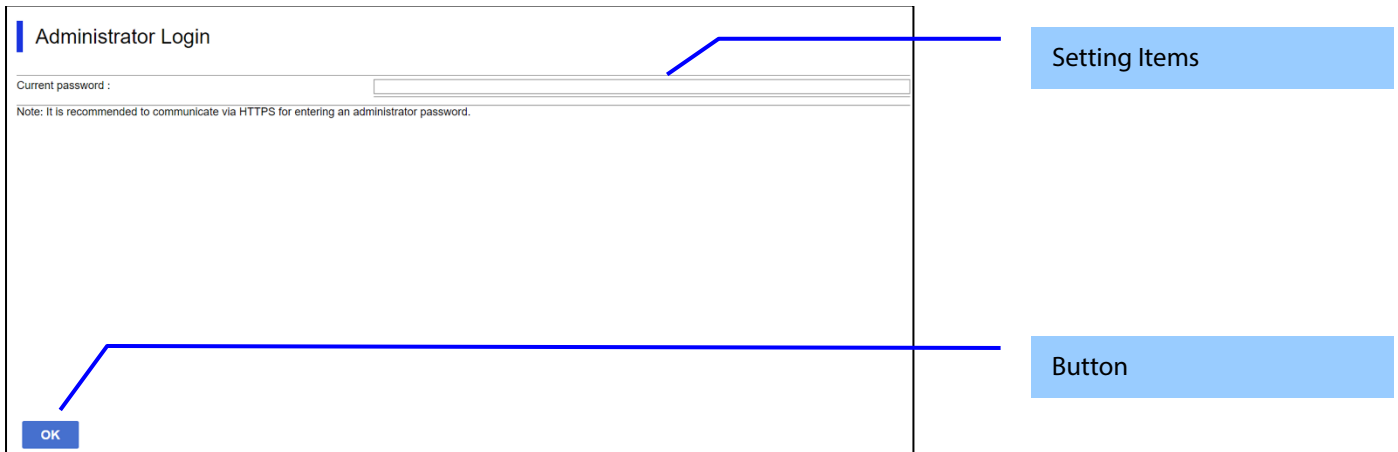 Administrator Login
Setting Items
Current password :
Note: It is recommended to communicate via HTTPS for entering an administrator password.
Button
OK